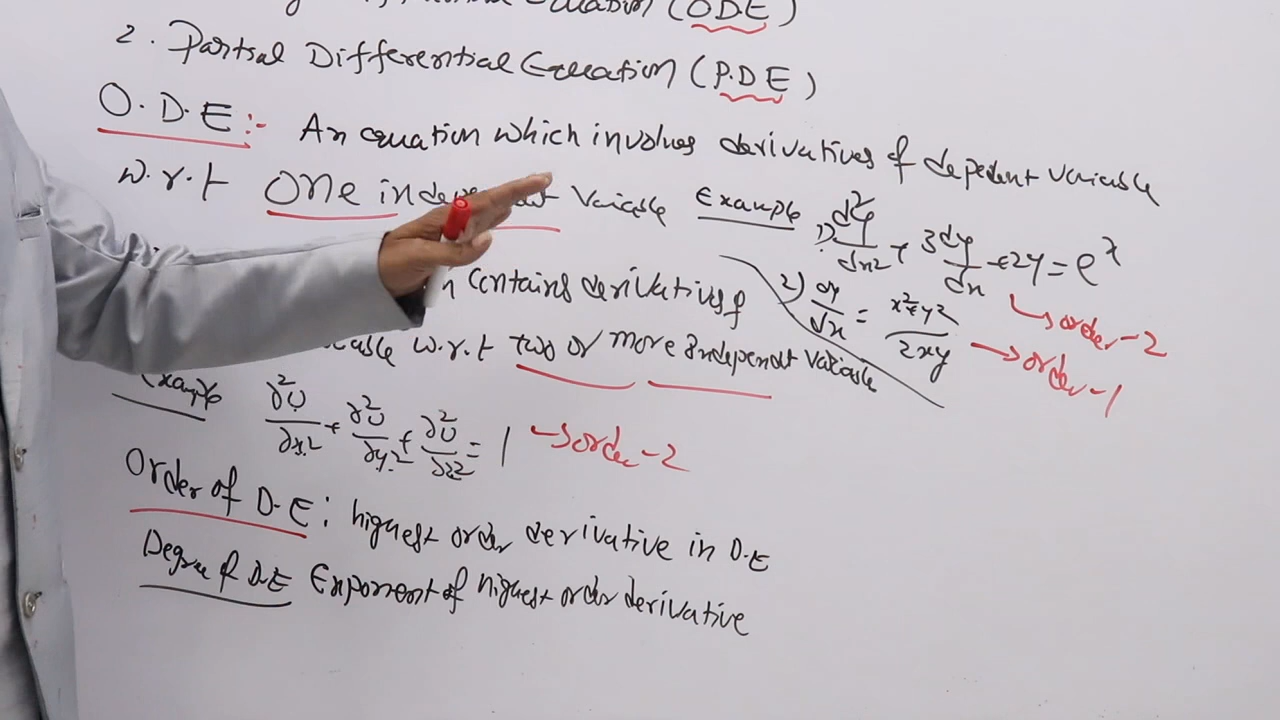 Equation (O.D.E)
2. Partial Differential Equation (P.D.E)
O.D.E:- An equation which involves derivatives of dependent variable
w.r.t One independent Variable Example 1) d²y/dx² + 3dy/dx + 2y = eˣ → order-2
2) dy/dx = x²+y²/2xy → order-1
contains derivatives of
w.r.t two or more Independent Variable
Example
∂²U/∂x² + ∂²U/∂y² + ∂²U/∂z² = 1 → order-2
Order of D.E: highest order derivative in D.E
Degree of D.E Exponent of highest order derivative